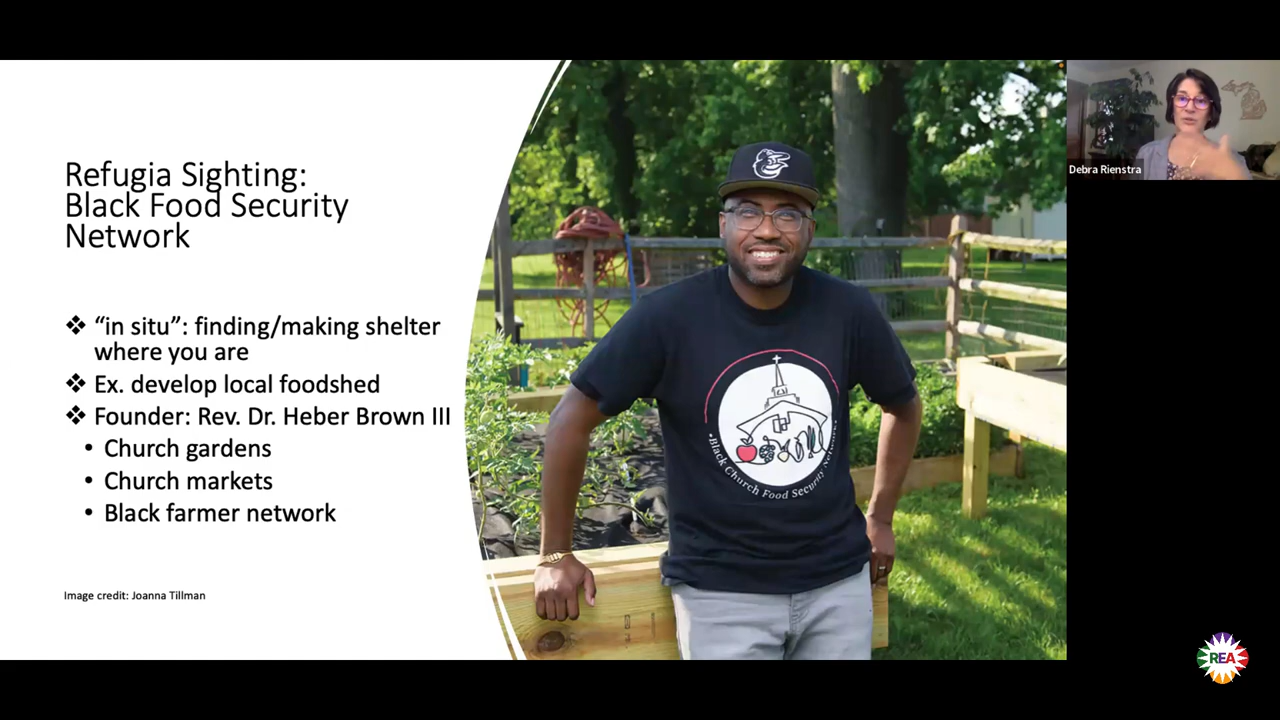 Refugia Sighting:
Black Food Security
Network
❖ “in situ”: finding/making shelter
where you are
❖ Ex. develop local foodshed
❖ Founder: Rev. Dr. Heber Brown III
• Church gardens
• Church markets
• Black farmer network
Image credit: Joanna Tillman
•Black Church Food Security Network•
Debra Rienstra
REA